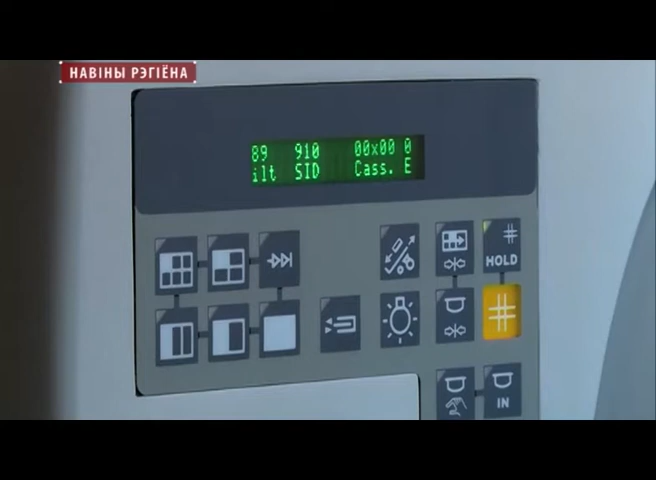 НАВІНЫ РЭГІЁНА
89 910 00x00 0
ilt SID Cass. E
HOLD
IN